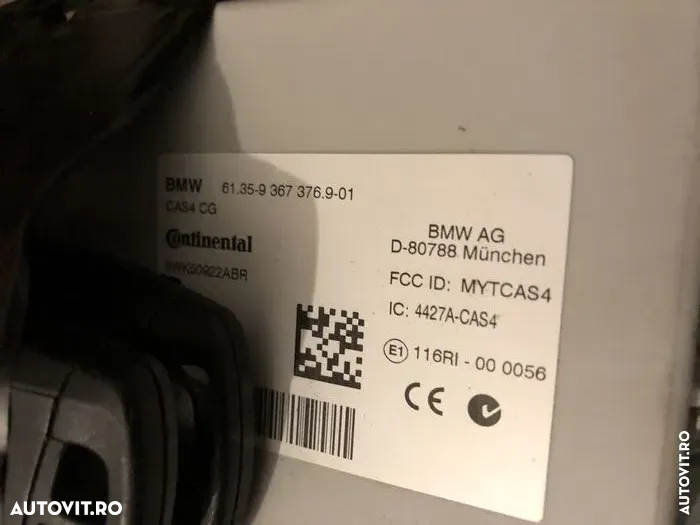 BMW 61.35-9 367 376.9-01
CAS4 CG
Continental
5WK50922ABR
BMW AG
D-80788 München
FCC ID: MYTCAS4
IC: 4427A-CAS4
E1 116RI - 00 0056
CE
AUTOVIT.RO
AUTOVIT.RO